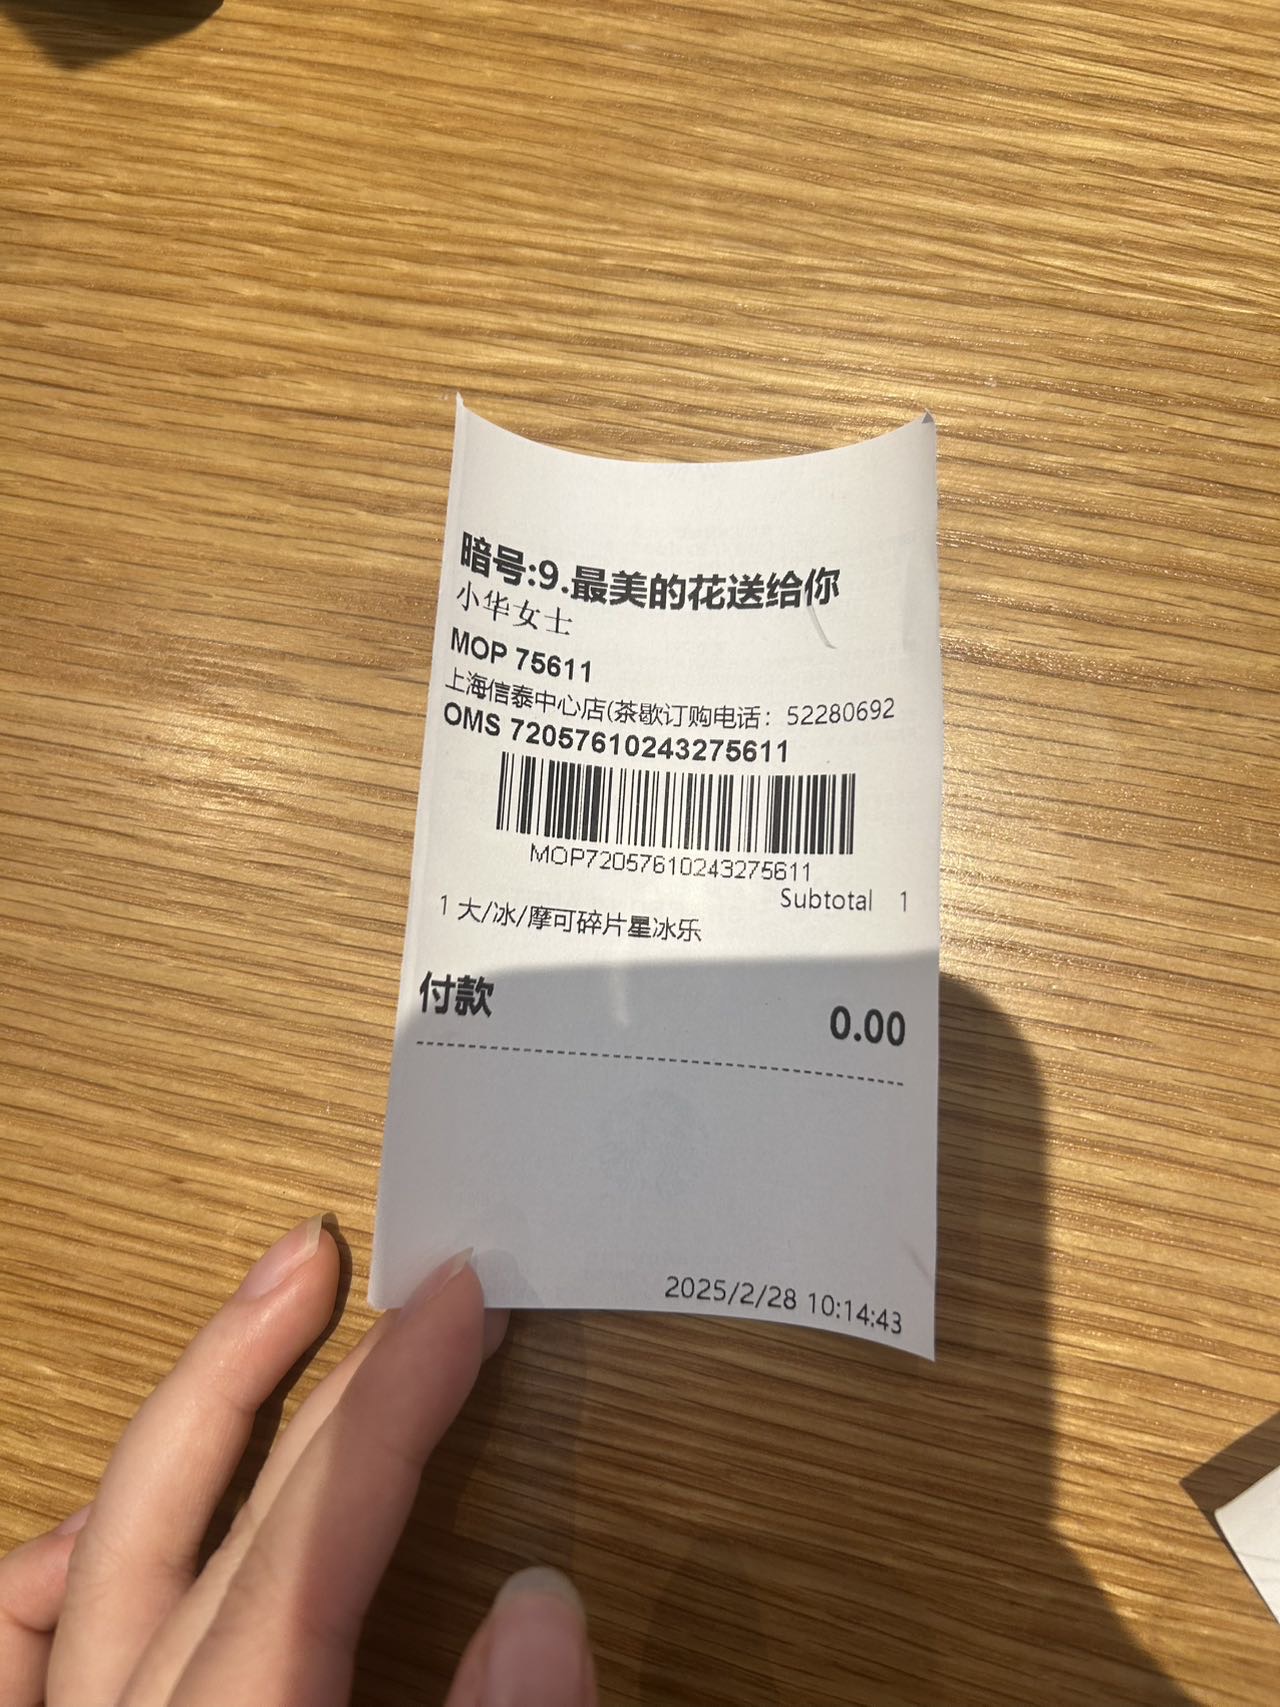 暗号:9.最美的花送给你
小华女士
MOP 75611
上海信泰中心店(茶歇订购电话：52280692
OMS 72057610243275611
MOP72057610243275611
Subtotal 1
1 大/冰/摩可碎片星冰乐
付款 0.00
2025/2/28 10:14:43